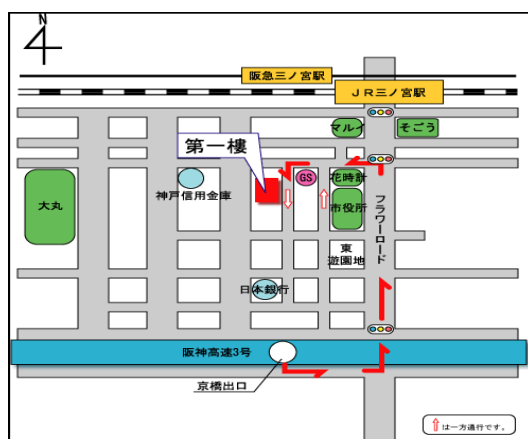 N
阪急三ノ宮駅
JR三ノ宮駅
マルイ
そごう
第一樓
GS
花時計
大丸
神戸信用金庫
市役所
フラワーロード
東
遊園地
日本銀行
阪神高速3号
京橋出口
⇧は一方通行です。